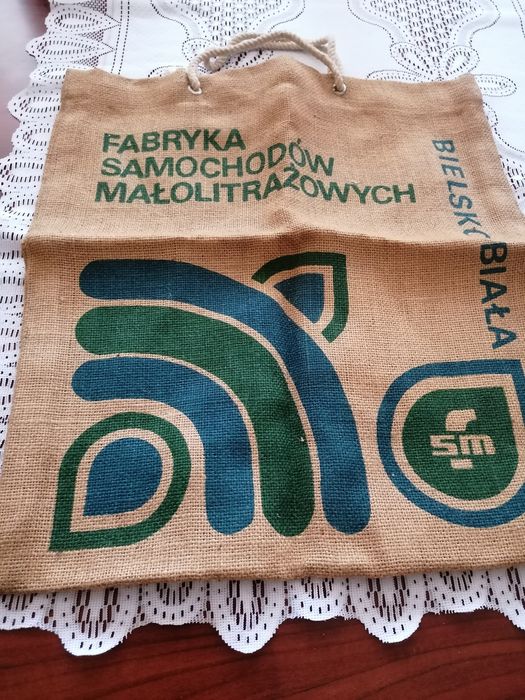 FABRYKA
SAMOCHODÓW
MAŁOLITRAŻOWYCH
BIELSKO
BIAŁA
SM